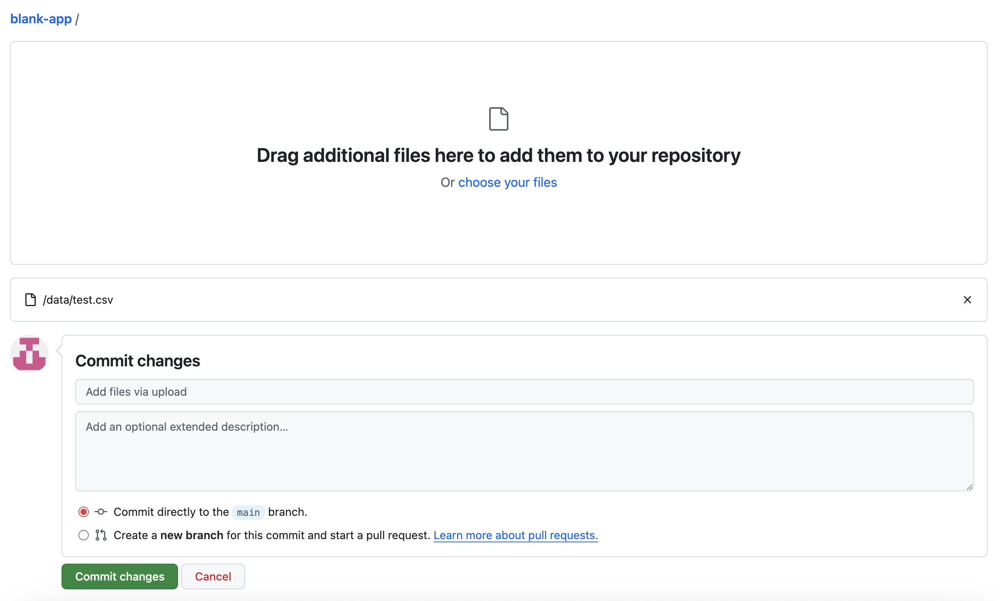 blank-app /
Drag additional files here to add them to your repository
Or choose your files
/data/test.csv
Commit changes
Add files via upload
Add an optional extended description...
Commit directly to the main branch.
Create a new branch for this commit and start a pull request. Learn more about pull requests.
Commit changes Cancel